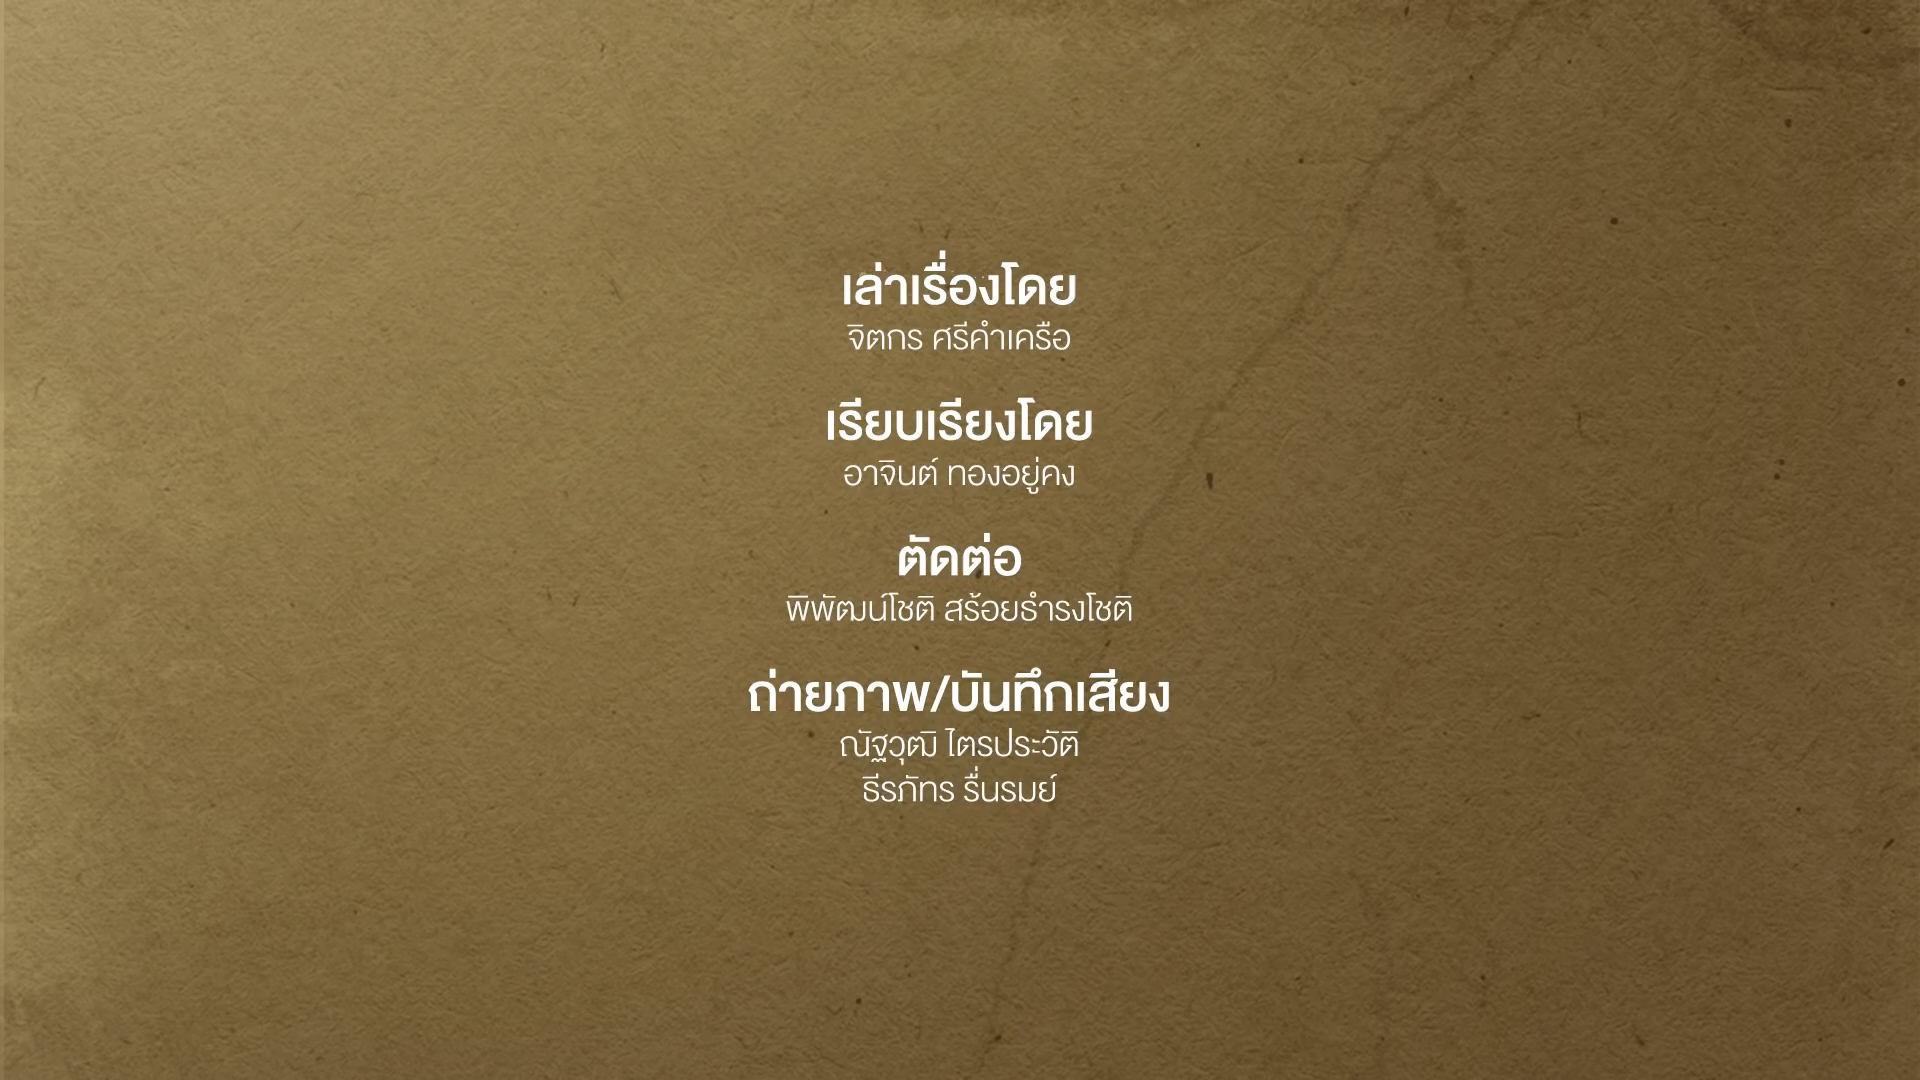 เล่าเรื่องโดย
จิตกร ศรีคำเครือ
เรียบเรียงโดย
อาจินต์ ทองอยู่คง
ตัดต่อ
พิพัฒน์โชติ สร้อยธำรงโชติ
ถ่ายภาพ/บันทึกเสียง
ณัฐวุฒิ ไตรประวัติ
ธีรภัทร รื่นรมย์